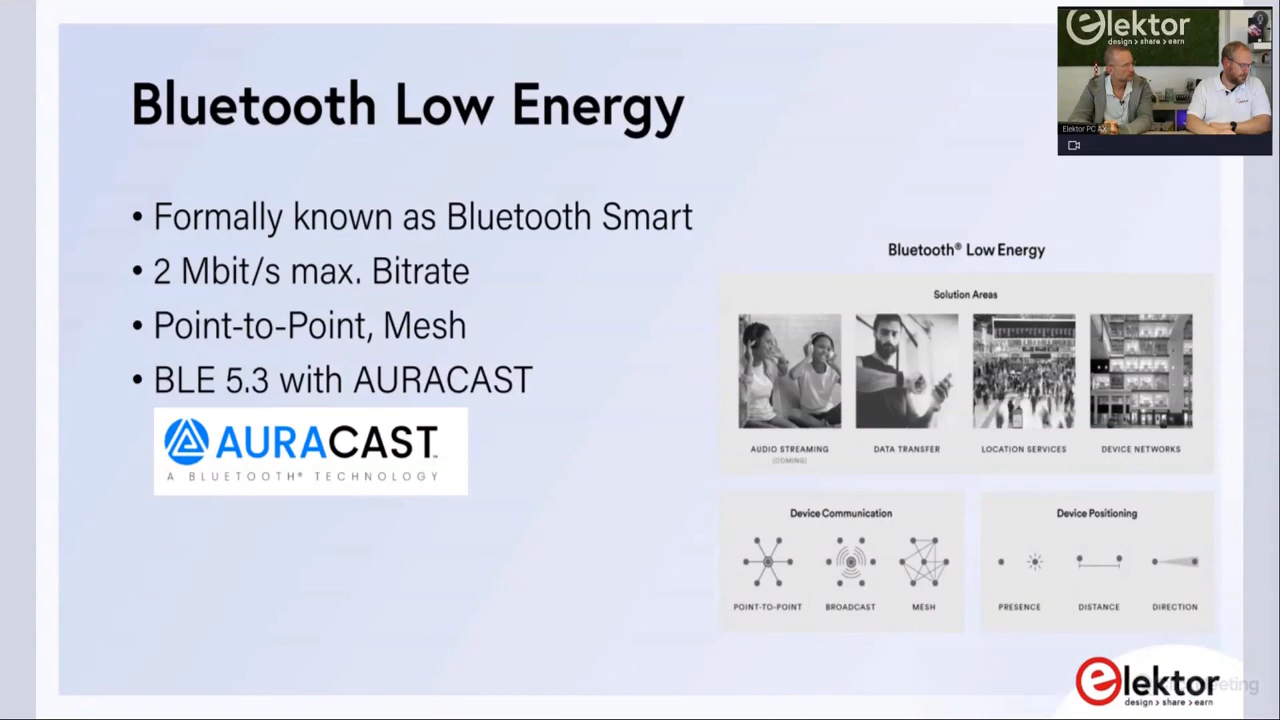 Bluetooth Low Energy
• Formally known as Bluetooth Smart
• 2 Mbit/s max. Bitrate
• Point-to-Point, Mesh
• BLE 5.3 with AURACAST
AURACAST™
A BLUETOOTH® TECHNOLOGY
Bluetooth® Low Energy
Solution Areas
AUDIO STREAMING
(COMING)
DATA TRANSFER
LOCATION SERVICES
DEVICE NETWORKS
Device Communication
POINT-TO-POINT
BROADCAST
MESH
Device Positioning
PRESENCE
DISTANCE
DIRECTION
elektor
design > share > earn
Elektor PC
elektor
design > share > earn